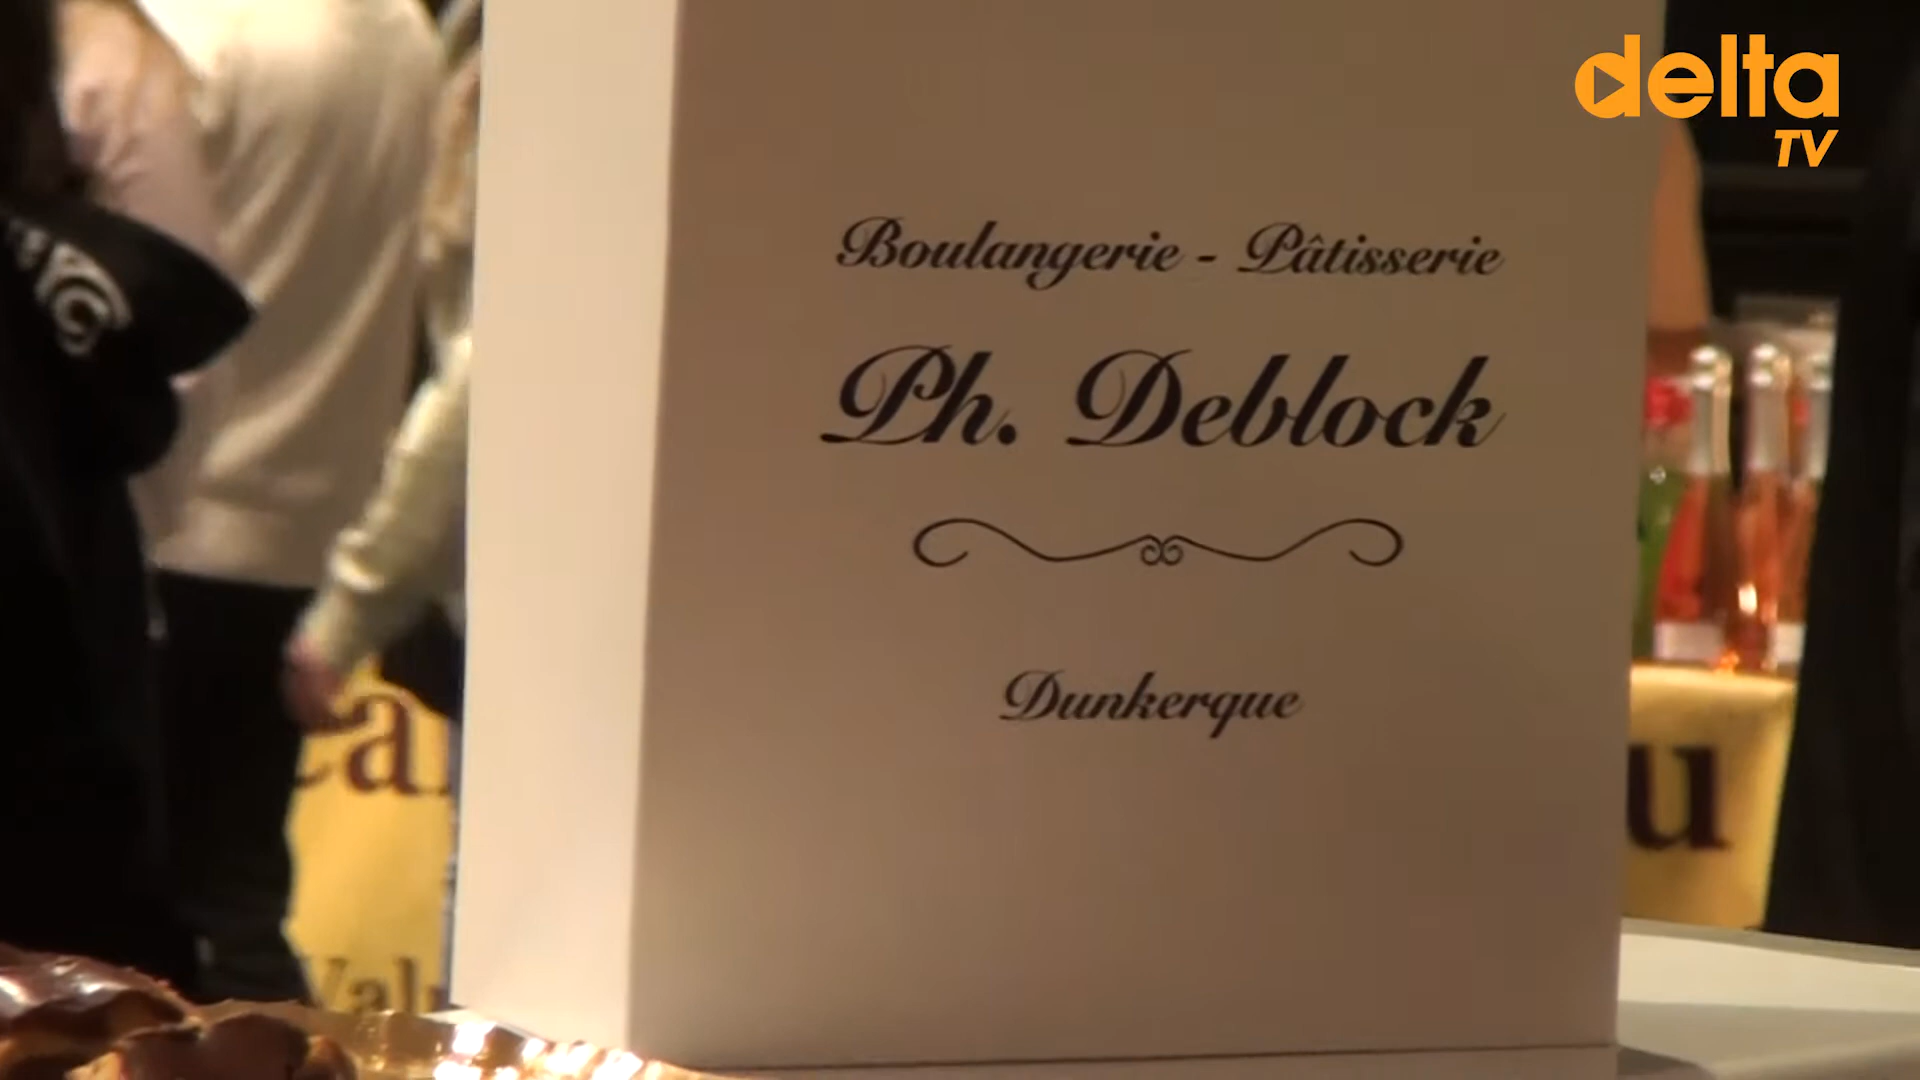 delta
TV
Boulangerie - Pâtisserie
Ph. Deblock
Dunkerque